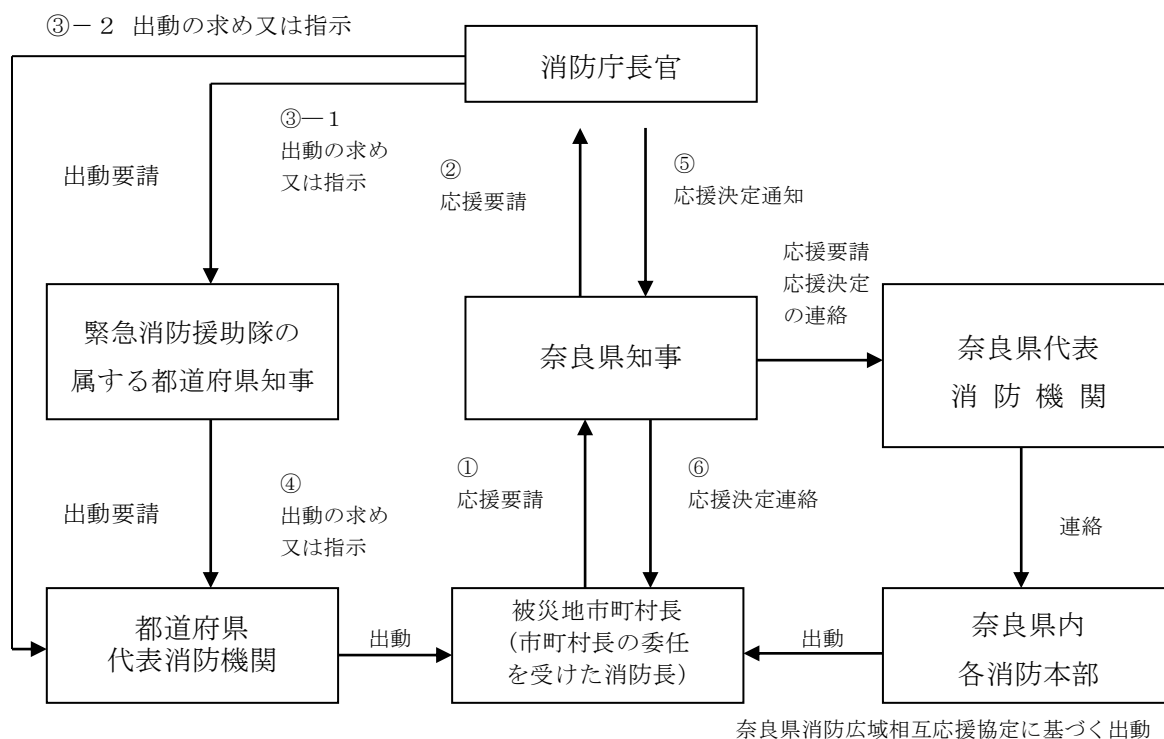 ③－２ 出動の求め又は指示
消防庁長官
③―１
出動の求め
又は指示
出動要請
②
応援要請
⑤
応援決定通知
応援要請
応援決定
の連絡
緊急消防援助隊の
属する都道府県知事
奈良県知事
奈良県代表
消 防 機 関
出動要請
④
出動の求め
又は指示
①
応援要請
⑥
応援決定連絡
連絡
都道府県
代表消防機関
出動
被災地市町村長
(市町村長の委任
を受けた消防長)
出動
奈良県内
各消防本部
奈良県消防広域相互応援協定に基づく出動